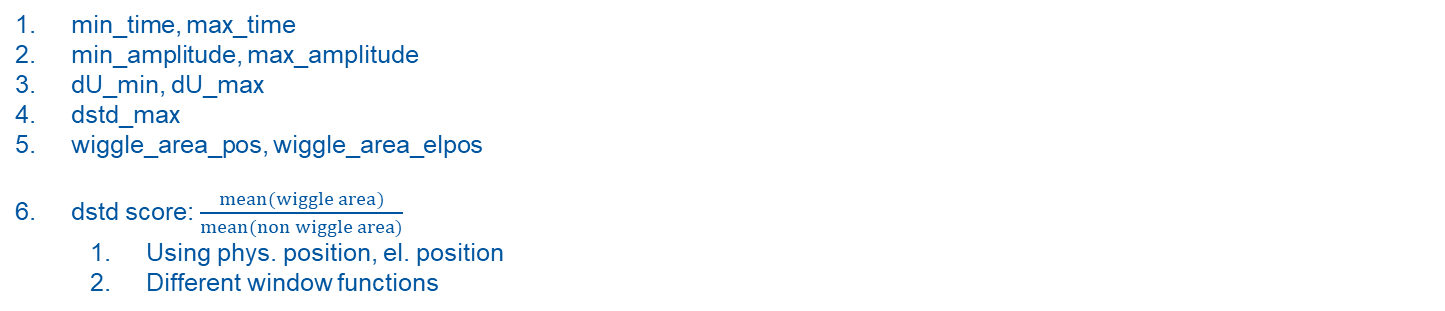 1. min_time, max_time
2. min_amplitude, max_amplitude
3. dU_min, dU_max
4. dstd_max
5. wiggle_area_pos, wiggle_area_elpos
6. dstd score: mean(wiggle area)
mean(non wiggle area)
1. Using phys. position, el. position
2. Different window functions